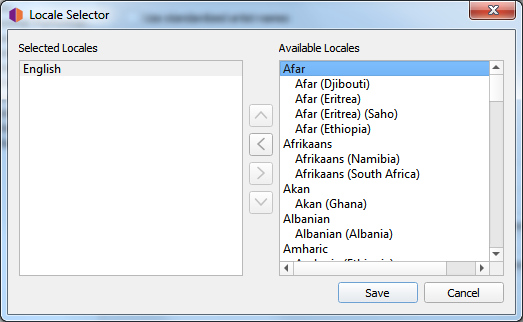 Locale Selector
Selected Locales
English
Available Locales
Afar
Afar (Djibouti)
Afar (Eritrea)
Afar (Eritrea) (Saho)
Afar (Ethiopia)
Afrikaans
Afrikaans (Namibia)
Afrikaans (South Africa)
Akan
Akan (Ghana)
Albanian
Albanian (Albania)
Amharic
Save
Cancel